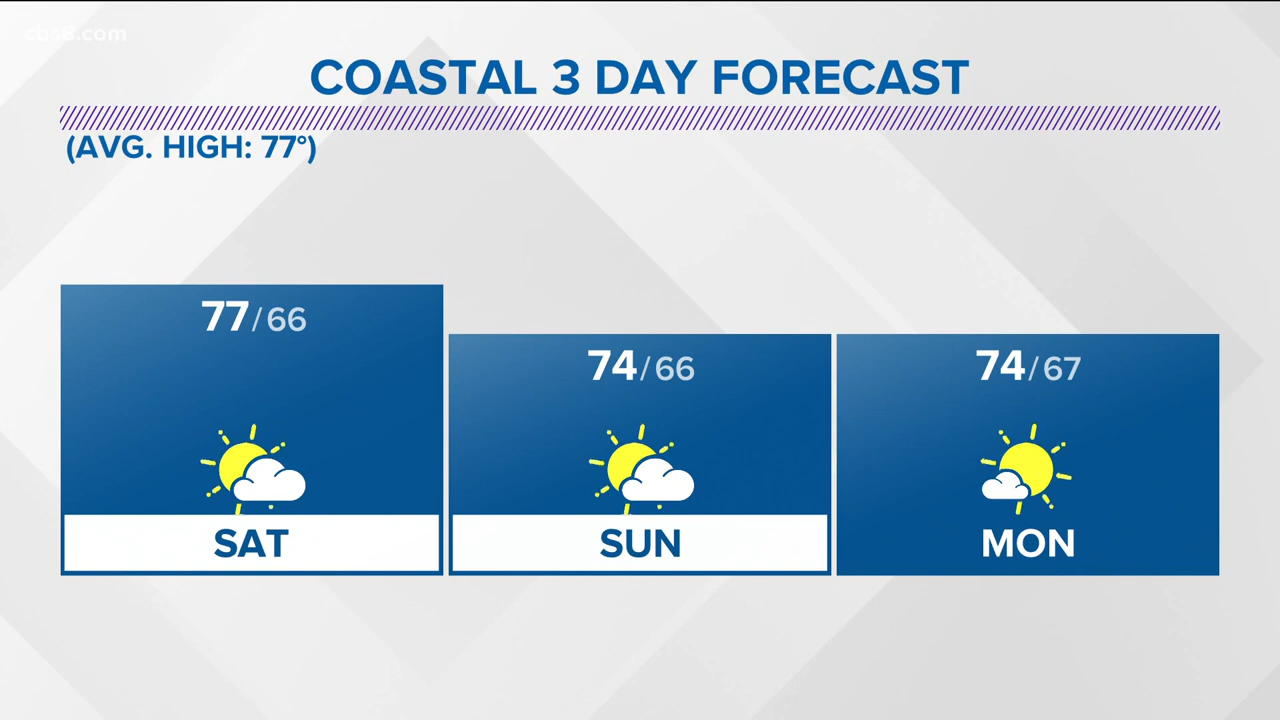 cbs8.com
COASTAL 3 DAY FORECAST
(AVG. HIGH: 77°)
77/66
SAT
74/66
SUN
74/67
MON